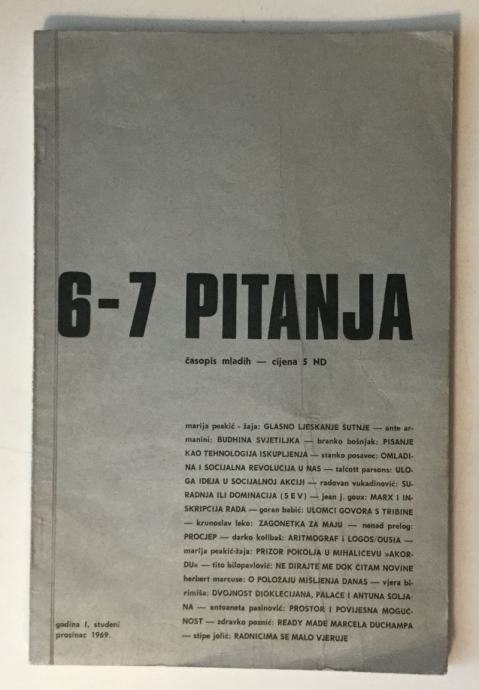 6-7 PITANJA
časopis mladih — cijena 5 ND
marija peakić - žaja: GLASNO LJESKANJE ŠUTNJE — ante ar-
manini: BUDHINA SVJETILJKA — branko bošnjak: PISANJE
KAO TEHNOLOGIJA ISKUPLJENJA — stanko posavec: OMLADI-
NA I SOCIJALNA REVOLUCIJA U NAS — talcott parsons: ULO-
GA IDEJA U SOCIJALNOJ AKCIJI — radovan vukadinović: SU-
RADNJA ILI DOMINACIJA (S E V) — jean j. goux: MARX I IN-
SKRIPCIJA RADA — goran babić: ULOMCI GOVORA S TRIBINE
— krunoslav leko: ZAGONETKA ZA MAJU — nenad prelog:
PROCJEP — darko kolibaš: ARITMOGRAF i LOGOS/OUSIA —
marija peakić-žaja: PRIZOR POKOLJA U MIHALIĆEVU »AKOR-
DU« — tito bilopavlović: NE DIRAJTE ME DOK ČITAM NOVINE
herbert marcuse: O POLOŽAJU MIŠLJENJA DANAS — vjera bi-
rimiša: DVOJNOST DIOKLECIJANA, PALAČE I ANTUNA ŠOLJA-
NA — antoaneta pasinović: PROSTOR I POVIJESNA MOGUĆ-
NOST — zdravko poznić: READY MADE MARCELA DUCHAMPA
— stipe jolić: RADNICIMA SE MALO VJERUJE
godina I, studeni
prosinac 1969.